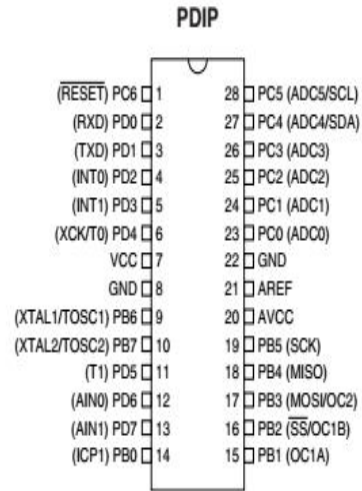 PDIP
(RESET) PC6 1 28 PC5 (ADC5/SCL)
(RXD) PD0 2 27 PC4 (ADC4/SDA)
(TXD) PD1 3 26 PC3 (ADC3)
(INT0) PD2 4 25 PC2 (ADC2)
(INT1) PD3 5 24 PC1 (ADC1)
(XCK/T0) PD4 6 23 PC0 (ADC0)
VCC 7 22 GND
GND 8 21 AREF
(XTAL1/TOSC1) PB6 9 20 AVCC
(XTAL2/TOSC2) PB7 10 19 PB5 (SCK)
(T1) PD5 11 18 PB4 (MISO)
(AIN0) PD6 12 17 PB3 (MOSI/OC2)
(AIN1) PD7 13 16 PB2 (SS/OC1B)
(ICP1) PB0 14 15 PB1 (OC1A)